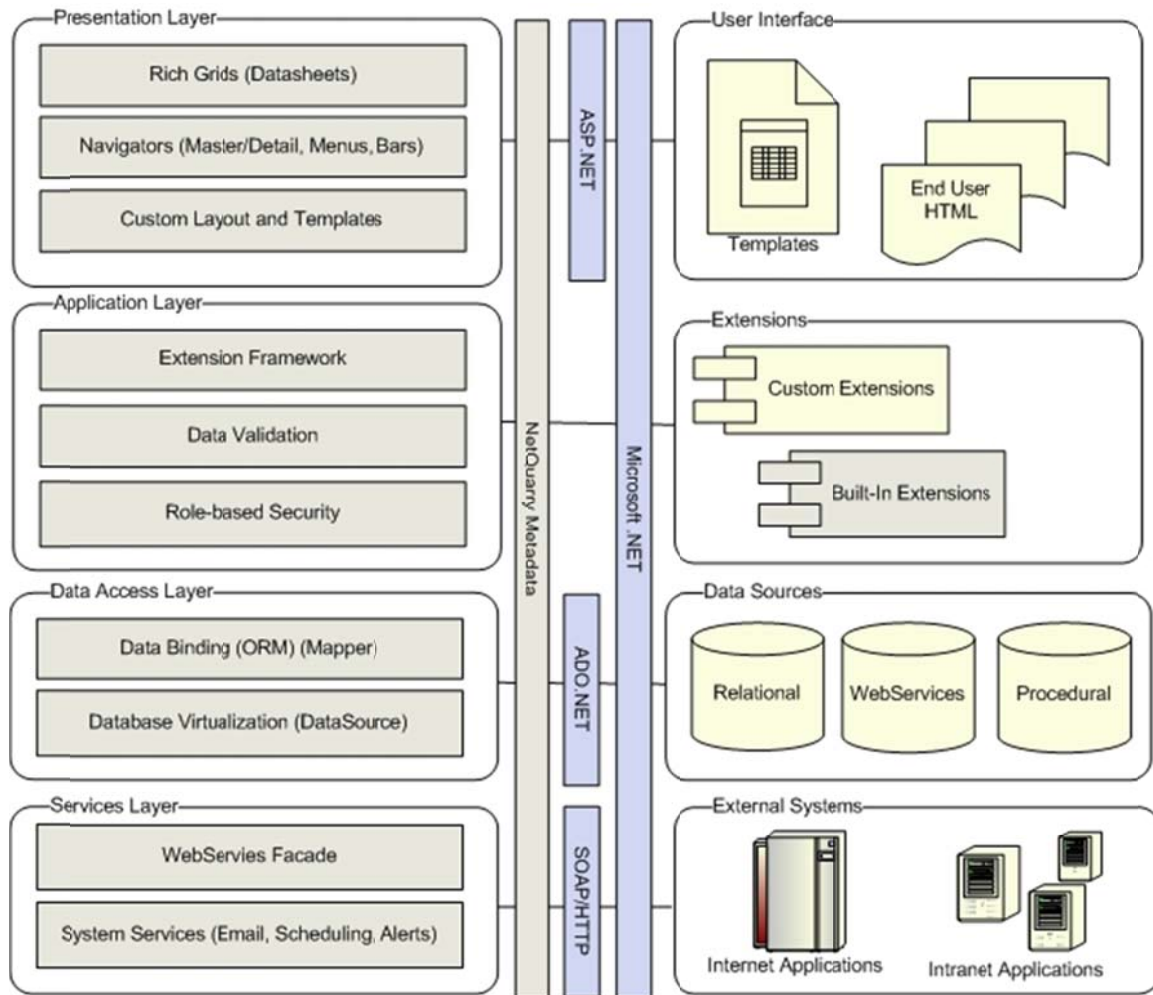 Presentation Layer
Rich Grids (Datasheets)
Navigators (Master/Detail, Menus, Bars)
Custom Layout and Templates
Application Layer
Extension Framework
Data Validation
Role-based Security
Data Access Layer
Data Binding (ORM) (Mapper)
Database Virtualization (DataSource)
Services Layer
WebServies Facade
System Services (Email, Scheduling, Alerts)
NetQuarry Metadata
ASP.NET
ADO.NET
SOAP/HTTP
Microsoft .NET
User Interface
Templates
End User
HTML
Extensions
Custom Extensions
Built-In Extensions
Data Sources
Relational
WebServices
Procedural
External Systems
Internet Applications
Intranet Applications